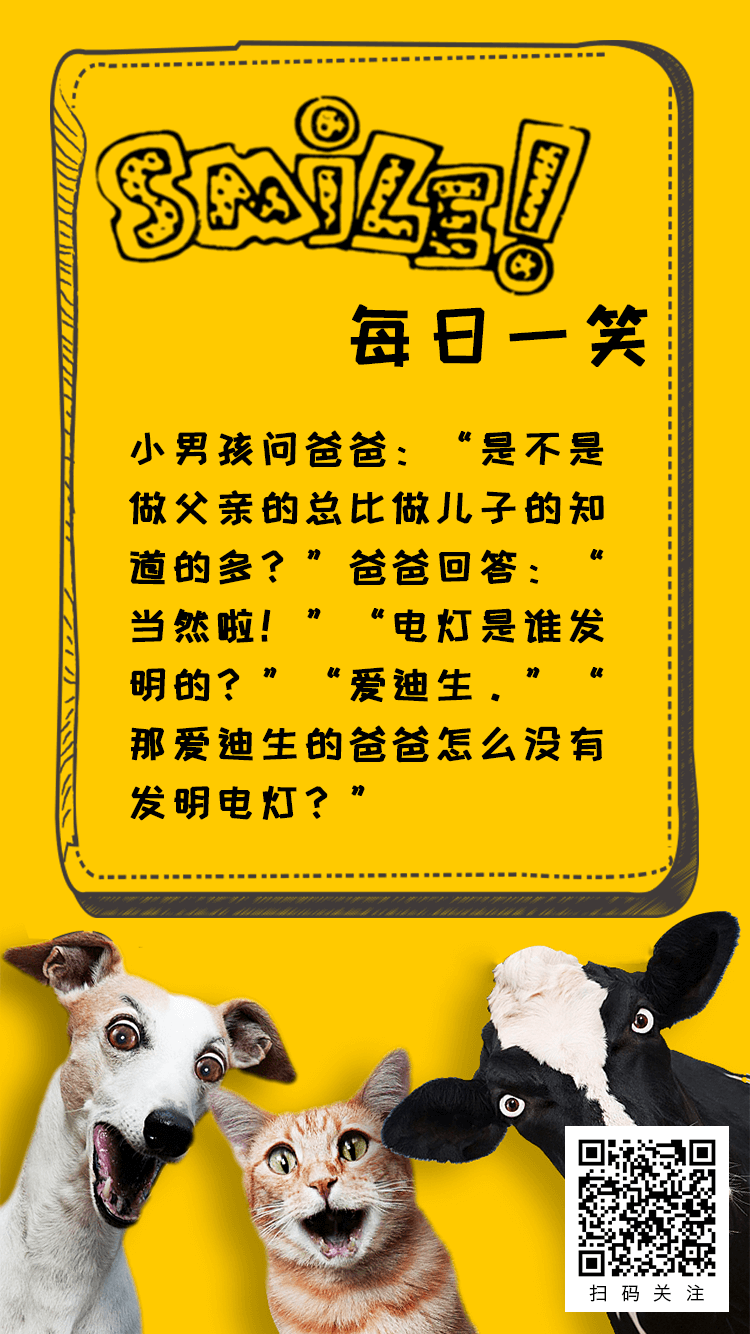 SMiLE!
每日一笑
小男孩问爸爸：“是不是
做父亲的总比做儿子的知
道的多？”爸爸回答：“
当然啦！”“电灯是谁发
明的？”“爱迪生．”“
那爱迪生的爸爸怎么没有
发明电灯？”
扫码关注